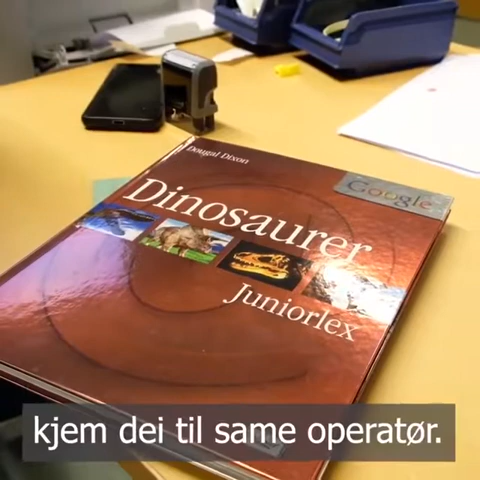 Dougal Dixon
Google
Dinosaurer
Juniorlex
kjem dei til same operatør.